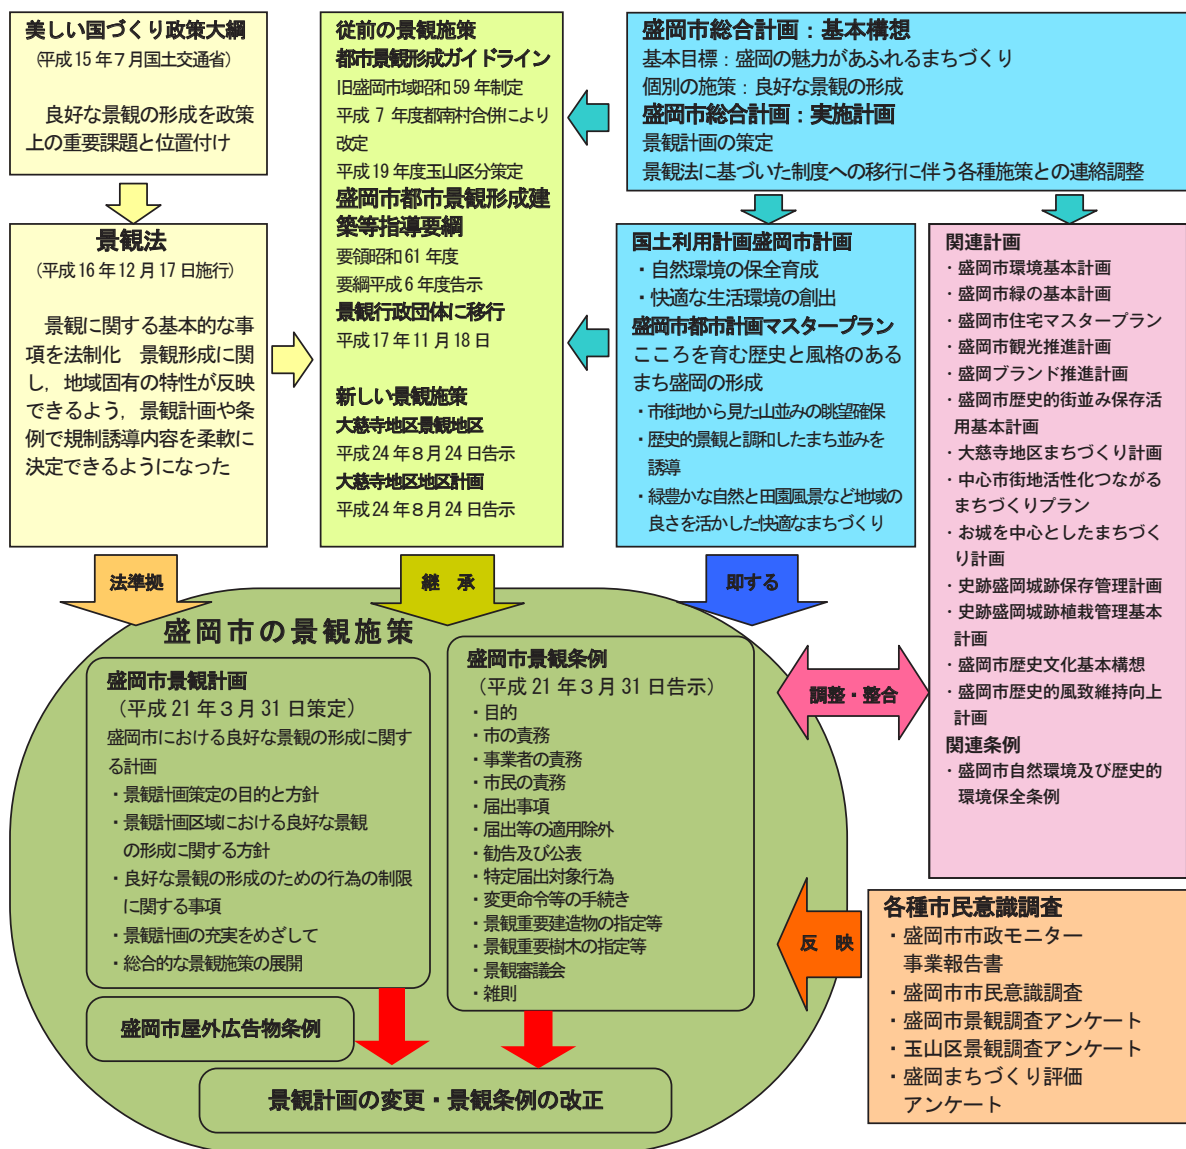 美しい国づくり政策大綱
(平成15年7月国土交通省)
良好な景観の形成を政策
上の重要課題と位置付け
景観法
(平成16年12月17日施行)
景観に関する基本的な事
項を法制化　景観形成に関
し，地域固有の特性が反映
できるよう，景観計画や条
例で規制誘導内容を柔軟に
決定できるようになった
従前の景観施策
都市景観形成ガイドライン
旧盛岡市域昭和59年制定
平成 7 年度都南村合併により
改定
平成19年度玉山区分策定
盛岡市都市景観形成建
築等指導要綱
要領昭和61年度
要綱平成6年度告示
景観行政団体に移行
平成17年11月18日
新しい景観施策
大慈寺地区景観地区
平成24年8月24日告示
大慈寺地区地区計画
平成24年8月24日告示
盛岡市総合計画：基本構想
基本目標：盛岡の魅力があふれるまちづくり
個別の施策：良好な景観の形成
盛岡市総合計画：実施計画
景観計画の策定
景観法に基づいた制度への移行に伴う各種施策との連絡調整
国土利用計画盛岡市計画
・自然環境の保全育成
・快適な生活環境の創出
盛岡市都市計画マスタープラン
こころを育む歴史と風格のある
まち盛岡の形成
・市街地から見た山並みの眺望確保
・歴史的景観と調和したまち並みを
誘導
・緑豊かな自然と田園風景など地域の
良さを活かした快適なまちづくり
関連計画
・盛岡市環境基本計画
・盛岡市緑の基本計画
・盛岡市住宅マスタープラン
・盛岡市観光推進計画
・盛岡ブランド推進計画
・盛岡市歴史的街並み保存活
用基本計画
・大慈寺地区まちづくり計画
・中心市街地活性化つながる
まちづくりプラン
・お城を中心としたまちづく
り計画
・史跡盛岡城跡保存管理計画
・史跡盛岡城跡植栽管理基本
計画
・盛岡市歴史文化基本構想
・盛岡市歴史的風致維持向上
計画
関連条例
・盛岡市自然環境及び歴史的
環境保全条例
法準拠
継　承
即する
盛岡市の景観施策
盛岡市景観計画
(平成21年3月31日策定)
盛岡市における良好な景観の形成に関す
る計画
・景観計画策定の目的と方針
・景観計画区域における良好な景観
の形成に関する方針
・良好な景観の形成のための行為の制限
に関する事項
・景観計画の充実をめざして
・総合的な景観施策の展開
盛岡市景観条例
(平成21年3月31日告示)
・目的
・市の責務
・事業者の責務
・市民の責務
・届出事項
・届出等の適用除外
・勧告及び公表
・特定届出対象行為
・変更命令等の手続き
・景観重要建造物の指定等
・景観重要樹木の指定等
・景観審議会
・雑則
調整・整合
盛岡市屋外広告物条例
景観計画の変更・景観条例の改正
反　映
各種市民意識調査
・盛岡市市政モニター
事業報告書
・盛岡市市民意識調査
・盛岡市景観調査アンケート
・玉山区景観調査アンケート
・盛岡まちづくり評価
アンケート